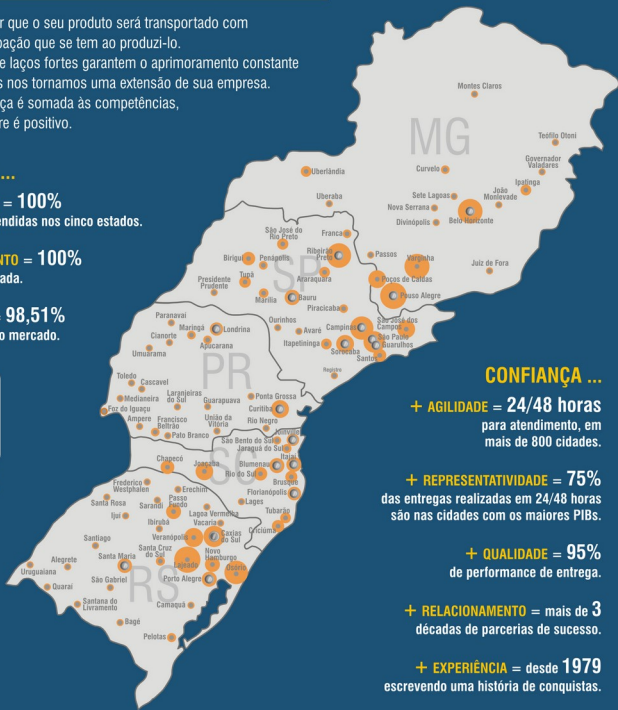 r que o seu produto será transportado com
pação que se tem ao produzi-lo.
e laços fortes garantem o aprimoramento constante
s nos tornamos uma extensão de sua empresa.
ça é somada às competências,
re é positivo.
...
= 100%
endidas nos cinco estados.
NTO = 100%
ada.
98,51%
o mercado.
MG
Montes Claros
Teófilo Otoni
Governador
Valadares
Curvelo
Ipatinga
João
Monlevade
Sete Lagoas
Nova Serrana
Belo Horizonte
Divinópolis
Uberlândia
Uberaba
Passos
Varginha
Juiz de Fora
Poços de Caldas
Pouso Alegre
SP
São José do
Rio Preto
Franca
Ribeirão
Preto
Birigui
Penápolis
Tupã
Araraquara
Presidente
Prudente
Marília
Bauru
Piracicaba
Ourinhos
Avaré
Campinas
São José dos
Campos
Itapetininga
Sorocaba
São Paulo
Guarulhos
Santos
Registro
PR
Paranavaí
Maringá
Londrina
Cianorte
Apucarana
Umuarama
Toledo
Cascavel
Medianeira
Laranjeiras
do Sul
Guarapuava
Ponta Grossa
Foz do Iguaçu
Curitiba
Ampere
Francisco
Beltrão
União da
Vitória
Rio Negro
Pato Branco
SC
São Bento do Sul
Joinville
Jaraguá do Sul
Itajaí
Chapecó
Joaçaba
Blumenau
Rio do Sul
Brusque
Florianópolis
Lages
Tubarão
Criciúma
RS
Frederico
Westphalen
Erechim
Santa Rosa
Sarandi
Passo
Fundo
Lagoa Vermelha
Ijuí
Ibirubá
Vacaria
Santiago
Veranópolis
Caxias
do Sul
Santa Cruz
do Sul
Novo
Hamburgo
Santa Maria
Lajeado
Osório
Alegrete
Uruguaiana
São Gabriel
Porto Alegre
Quaraí
Santana do
Livramento
Camaquã
Bagé
Pelotas
CONFIANÇA ...
+ AGILIDADE = 24/48 horas
para atendimento, em
mais de 800 cidades.
+ REPRESENTATIVIDADE = 75%
das entregas realizadas em 24/48 horas
são nas cidades com os maiores PIBs.
+ QUALIDADE = 95%
de performance de entrega.
+ RELACIONAMENTO = mais de 3
décadas de parcerias de sucesso.
+ EXPERIÊNCIA = desde 1979
escrevendo uma história de conquistas.